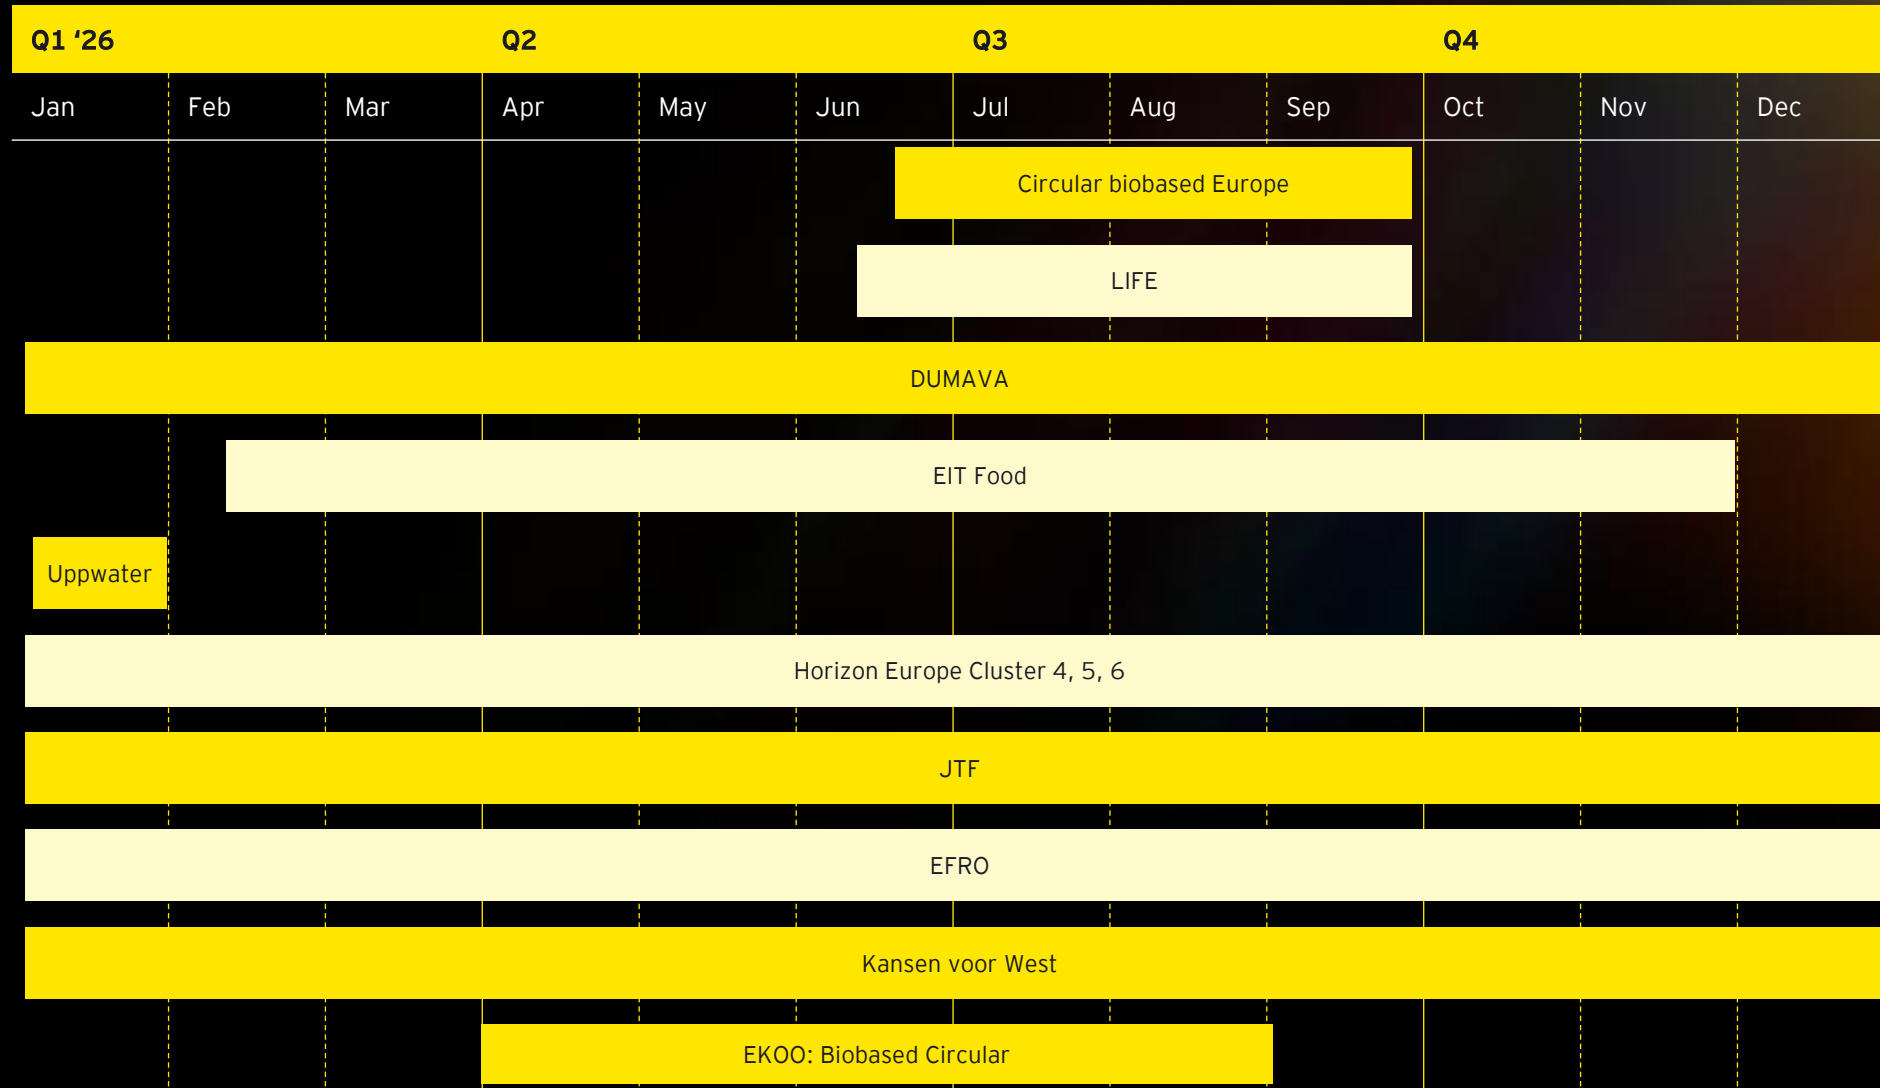 Q1 ‘26 Q2 Q3 Q4
Jan Feb Mar Apr May Jun Jul Aug Sep Oct Nov Dec
Circular biobased Europe
LIFE
DUMAVA
EIT Food
Uppwater
Horizon Europe Cluster 4, 5, 6
JTF
EFRO
Kansen voor West
EKOO: Biobased Circular